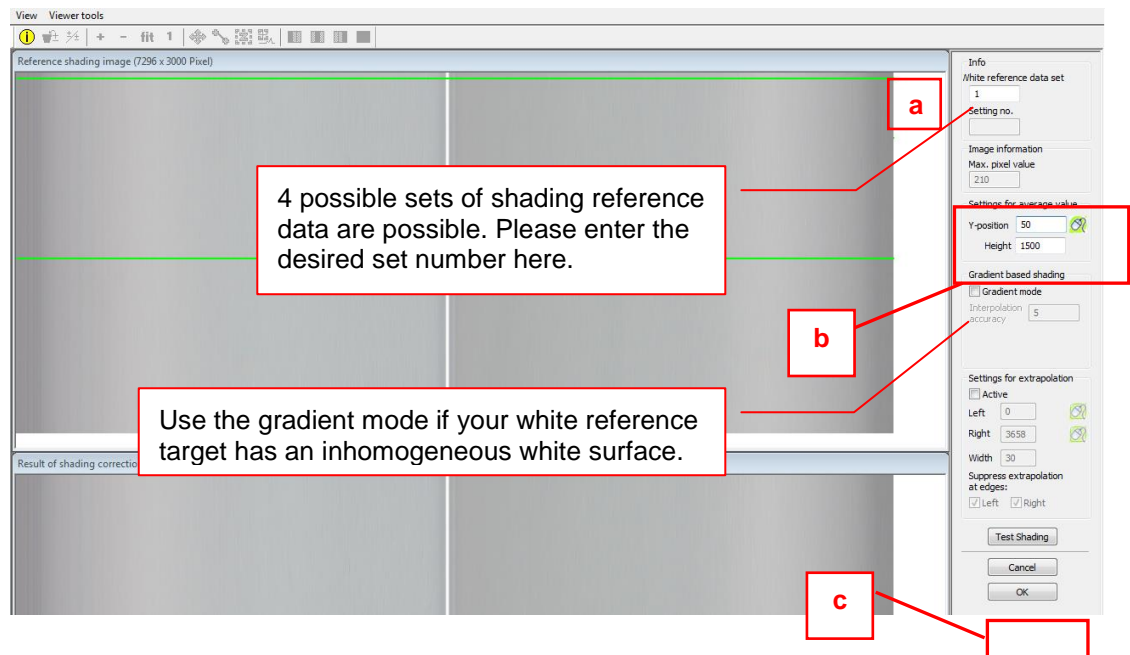 View Viewer tools
+ - fit 1
Reference shading image (7296 x 3000 Pixel)
a
4 possible sets of shading reference
data are possible. Please enter the
desired set number here.
b
Use the gradient mode if your white reference
target has an inhomogeneous white surface.
Result of shading correctio
c
Info
White reference data set
1
Setting no.
Image information
Max. pixel value
210
Settings for average value
Y-position 50
Height 1500
Gradient based shading
Gradient mode
Interpolation
accuracy 5
Settings for extrapolation
Active
Left 0
Right 3658
Width 30
Suppress extrapolation
at edges:
Left Right
Test Shading
Cancel
OK